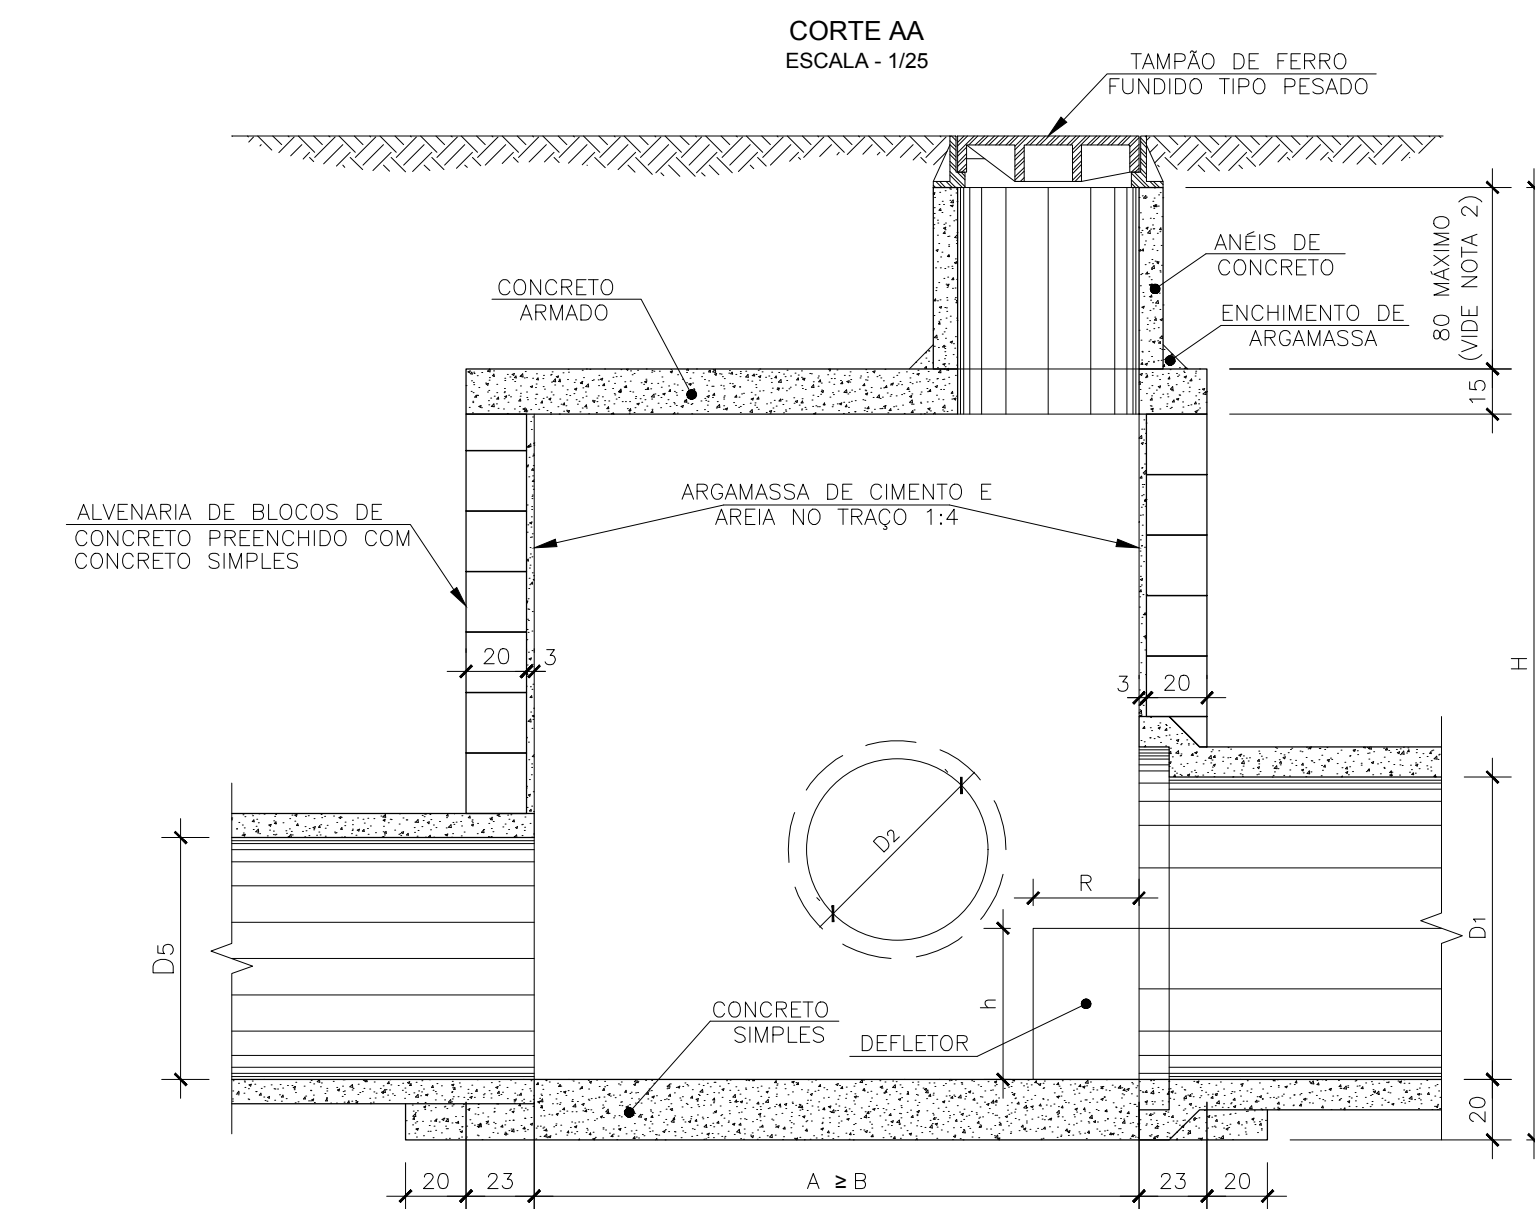 CORTE AA
ESCALA - 1/25
TAMPÃO DE FERRO
FUNDIDO TIPO PESADO
ANÉIS DE
CONCRETO
80 MÁXIMO
(VIDE NOTA 2)
CONCRETO
ARMADO
ENCHIMENTO DE
ARGAMASSA
15
ARGAMASSA DE CIMENTO E
AREIA NO TRAÇO 1:4
ALVENARIA DE BLOCOS DE
CONCRETO PREENCHIDO COM
CONCRETO SIMPLES
20
3
3
20
H
D2
R
D5
D1
h
CONCRETO
SIMPLES
DEFLETOR
20
20
23
A ≥ B
23
20